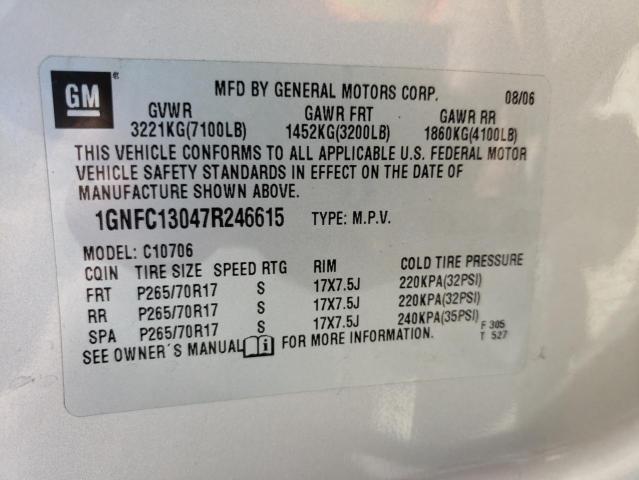 GM
MFD BY GENERAL MOTORS CORP. 08/06
GVWR GAWR FRT GAWR RR
3221KG(7100LB) 1452KG(3200LB) 1860KG(4100LB)
THIS VEHICLE CONFORMS TO ALL APPLICABLE U.S. FEDERAL MOTOR
VEHICLE SAFETY STANDARDS IN EFFECT ON THE DATE OF
MANUFACTURE SHOWN ABOVE.
1GNFC13047R246615 TYPE: M.P.V.
MODEL: C10706
CQIN TIRE SIZE SPEED RTG RIM COLD TIRE PRESSURE
FRT P265/70R17 S 17X7.5J 220KPA(32PSI)
RR P265/70R17 S 17X7.5J 220KPA(32PSI)
SPA P265/70R17 S 17X7.5J 240KPA(35PSI)
SEE OWNER´S MANUAL i FOR MORE INFORMATION.
F 305
T 527